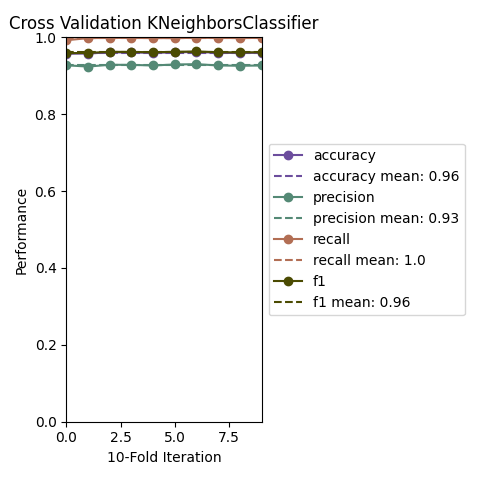 Cross Validation KNeighborsClassifier
1.0
0.8
0.6
0.4
0.2
0.0
Performance
0.0
2.5
5.0
7.5
10-Fold Iteration
accuracy
accuracy mean: 0.96
precision
precision mean: 0.93
recall
recall mean: 1.0
f1
f1 mean: 0.96